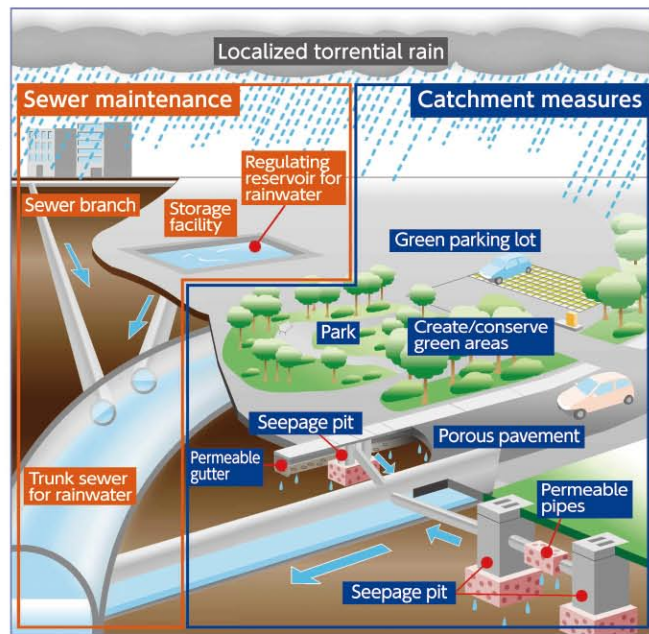 Localized torrential rain
Sewer maintenance
Catchment measures
Regulating
reservoir for
rainwater
Sewer branch
Storage
facility
Green parking lot
Park
Create/conserve
green areas
Seepage pit
Porous pavement
Permeable
gutter
Trunk sewer
for rainwater
Permeable
pipes
Seepage pit